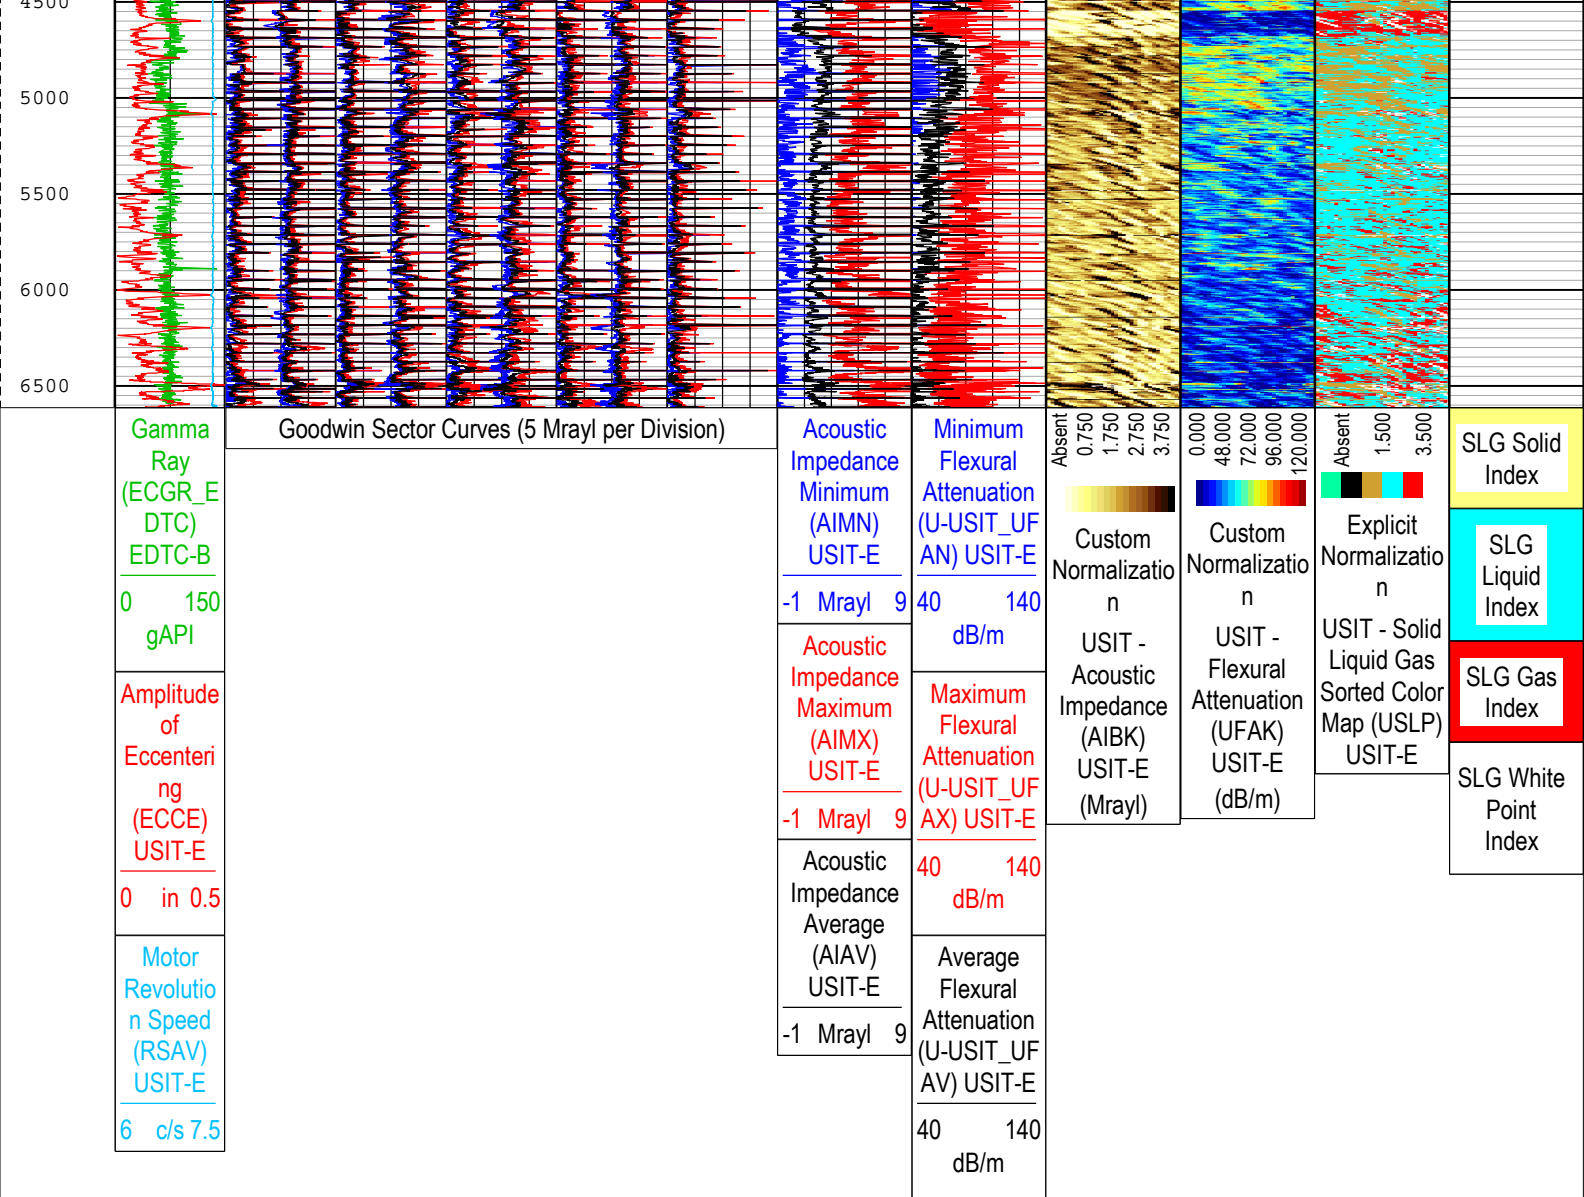 4500
5000
5500
6000
6500
Gamma
Ray
(ECGR_E
DTC)
EDTC-B
0 150
gAPI
Amplitude
of
Eccenteri
ng
(ECCE)
USIT-E
0 in 0.5
Motor
Revolutio
n Speed
(RSAV)
USIT-E
6 c/s 7.5
Goodwin Sector Curves (5 Mrayl per Division)
Acoustic
Impedance
Minimum
(AIMN)
USIT-E
-1 Mrayl 9
Acoustic
Impedance
Maximum
(AIMX)
USIT-E
-1 Mrayl 9
Acoustic
Impedance
Average
(AIAV)
USIT-E
-1 Mrayl 9
Minimum
Flexural
Attenuation
(U-USIT_UF
AN) USIT-E
40 140
dB/m
Maximum
Flexural
Attenuation
(U-USIT_UF
AX) USIT-E
40 140
dB/m
Average
Flexural
Attenuation
(U-USIT_UF
AV) USIT-E
40 140
dB/m
Absent
0.750
1.750
2.750
3.750
Custom
Normalizatio
n
USIT -
Acoustic
Impedance
(AIBK)
USIT-E
(Mrayl)
0.000
48.000
72.000
96.000
120.000
Custom
Normalizatio
n
USIT -
Flexural
Attenuation
(UFAK)
USIT-E
(dB/m)
Absent
1.500
3.500
Explicit
Normalizatio
n
USIT - Solid
Liquid Gas
Sorted Color
Map (USLP)
USIT-E
SLG Solid
Index
SLG
Liquid
Index
SLG Gas
Index
SLG White
Point
Index